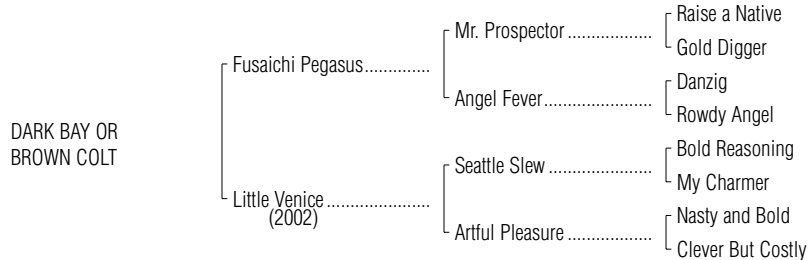 Raise a Native
Mr. Prospector ..................
Gold Digger
Fusaichi Pegasus..............
Danzig
Angel Fever.......................
Rowdy Angel
DARK BAY OR
BROWN COLT
Bold Reasoning
Seattle Slew ......................
My Charmer
Little Venice ......................
(2002)
Nasty and Bold
Artful Pleasure ..................
Clever But Costly